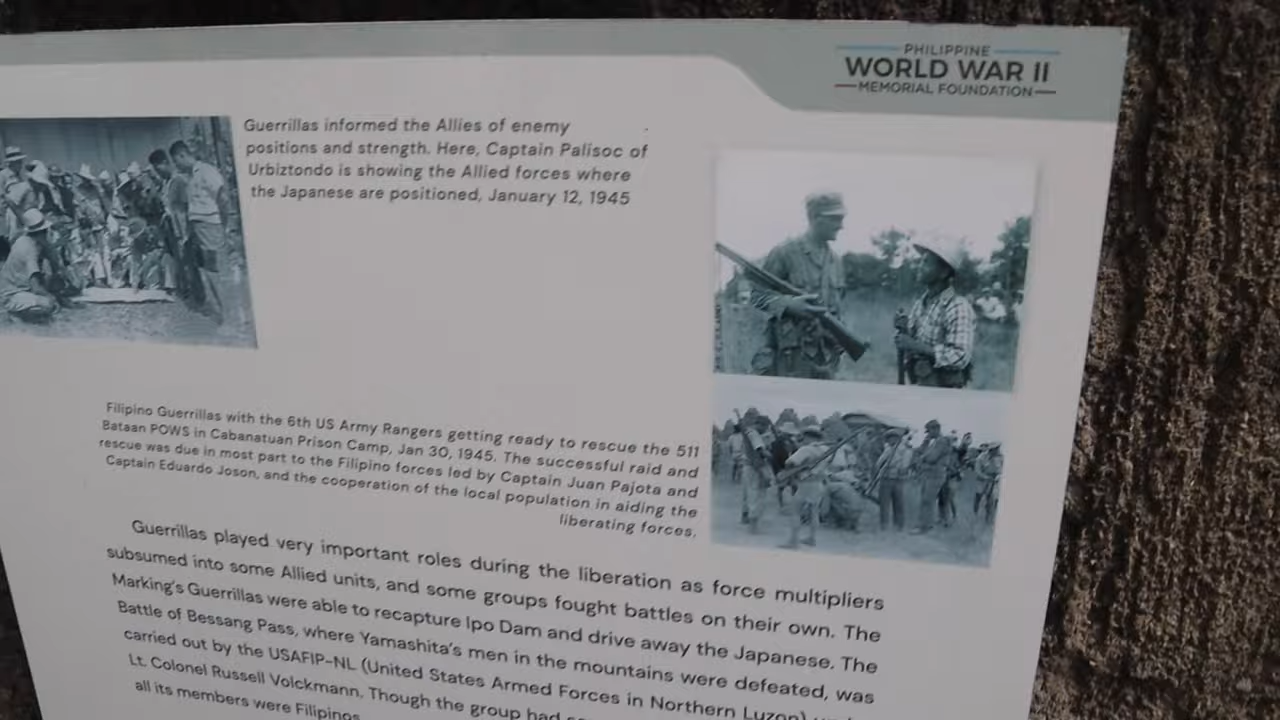 PHILIPPINE
WORLD WAR II
MEMORIAL FOUNDATION
Guerrillas informed the Allies of enemy
positions and strength. Here, Captain Palisoc of
Urbiztondo is showing the Allied forces where
the Japanese are positioned, January 12, 1945
Filipino Guerrillas with the 6th US Army Rangers getting ready to rescue the 511
Bataan POWS in Cabanatuan Prison Camp, Jan 30, 1945. The successful raid and
rescue was due in most part to the Filipino forces led by Captain Juan Pajota and
Captain Eduardo Joson, and the cooperation of the local population in aiding the
liberating forces.
Guerrillas played very important roles during the liberation as force multipliers
subsumed into some Allied units, and some groups fought battles on their own. The
Marking's Guerrillas were able to recapture Ipo Dam and drive away the Japanese. The
Battle of Bessang Pass, where Yamashita's men in the mountains were defeated, was
carried out by the USAFIP-NL (United States Armed Forces in Northern Luzon)
Lt. Colonel Russell Volckmann. Though the group had
all its members were Filipinos